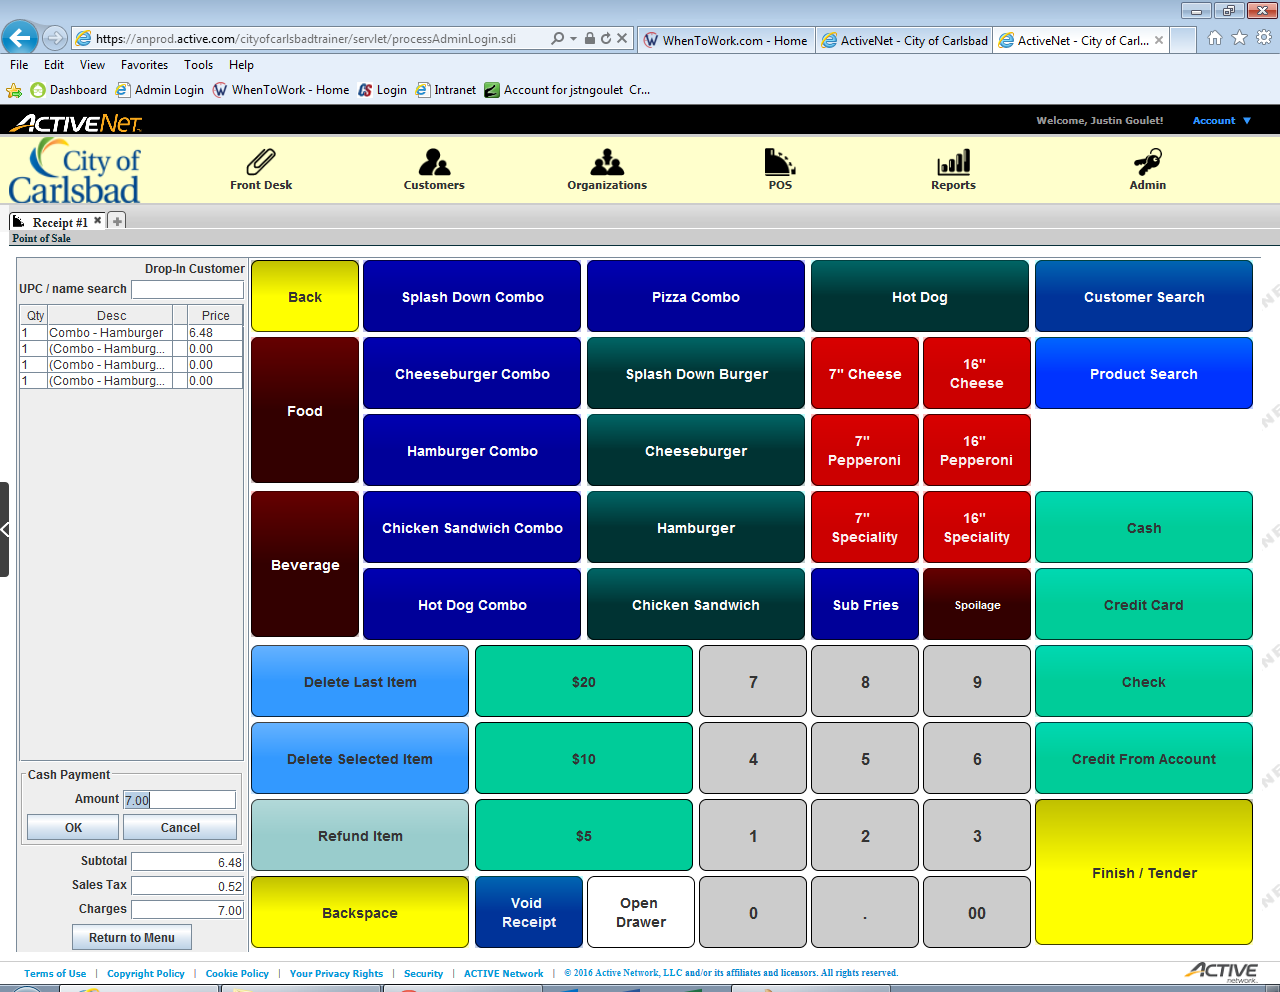 https://anprod.active.com/cityofcarlsbadtrainer/servlet/processAdminLogin.sdi
WhenToWork.com - Home
ActiveNet - City of Carlsbad
ActiveNet - City of Carl...
File Edit View Favorites Tools Help
Dashboard Admin Login WhenToWork - Home Login Intranet Account for jstngoulet Cr...
ACTIVENET
Welcome, Justin Goulet! Account
City of
Carlsbad
Front Desk Customers Organizations POS Reports Admin
Receipt #1
Point of Sale
Drop-In Customer
UPC / name search
Qty Desc Price
1 Combo - Hamburger 6.48
1 (Combo - Hamburg... 0.00
1 (Combo - Hamburg... 0.00
1 (Combo - Hamburg... 0.00
Cash Payment
Amount 7.00
OK Cancel
Subtotal 6.48
Sales Tax 0.52
Charges 7.00
Return to Menu
Back
Splash Down Combo
Pizza Combo
Hot Dog
Customer Search
Food
Cheeseburger Combo
Splash Down Burger
7" Cheese
16"
Cheese
Product Search
Hamburger Combo
Cheeseburger
7"
Pepperoni
16"
Pepperoni
Beverage
Chicken Sandwich Combo
Hamburger
7"
Speciality
16"
Speciality
Cash
Hot Dog Combo
Chicken Sandwich
Sub Fries
Spoilage
Credit Card
Delete Last Item
$20
7
8
9
Check
Delete Selected Item
$10
4
5
6
Credit From Account
Refund Item
$5
1
2
3
Finish / Tender
Backspace
Void
Receipt
Open
Drawer
0
.
00
Terms of Use | Copyright Policy | Cookie Policy | Your Privacy Rights | Security | ACTIVE Network | © 2016 Active Network, LLC and/or its affiliates and licensors. All rights reserved.
ACTIVE
network